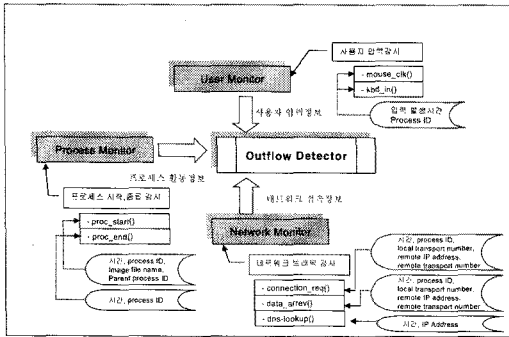 사용자 입력감시
User Monitor
- mouse_clk()
- kbd_in()
사용자 입력정보
입력 발생시간
Process ID
Process Monitor
Outflow Detector
프로세스 활동정보
프로세스 시작,종료 감시
네트워크 접속정보
- proc_start()
- proc_end()
Network Monitor
네트워크 트래픽 감시
시간, process ID,
local transport number,
remote IP address,
remote transport number
시간, process ID,
Image file name,
Parent process ID
- connection_req()
- data_arrev()
- dns-lookup()
시간, process ID,
local transport number,
remote IP address,
remote transport number
시간, process ID
시간, IP Address